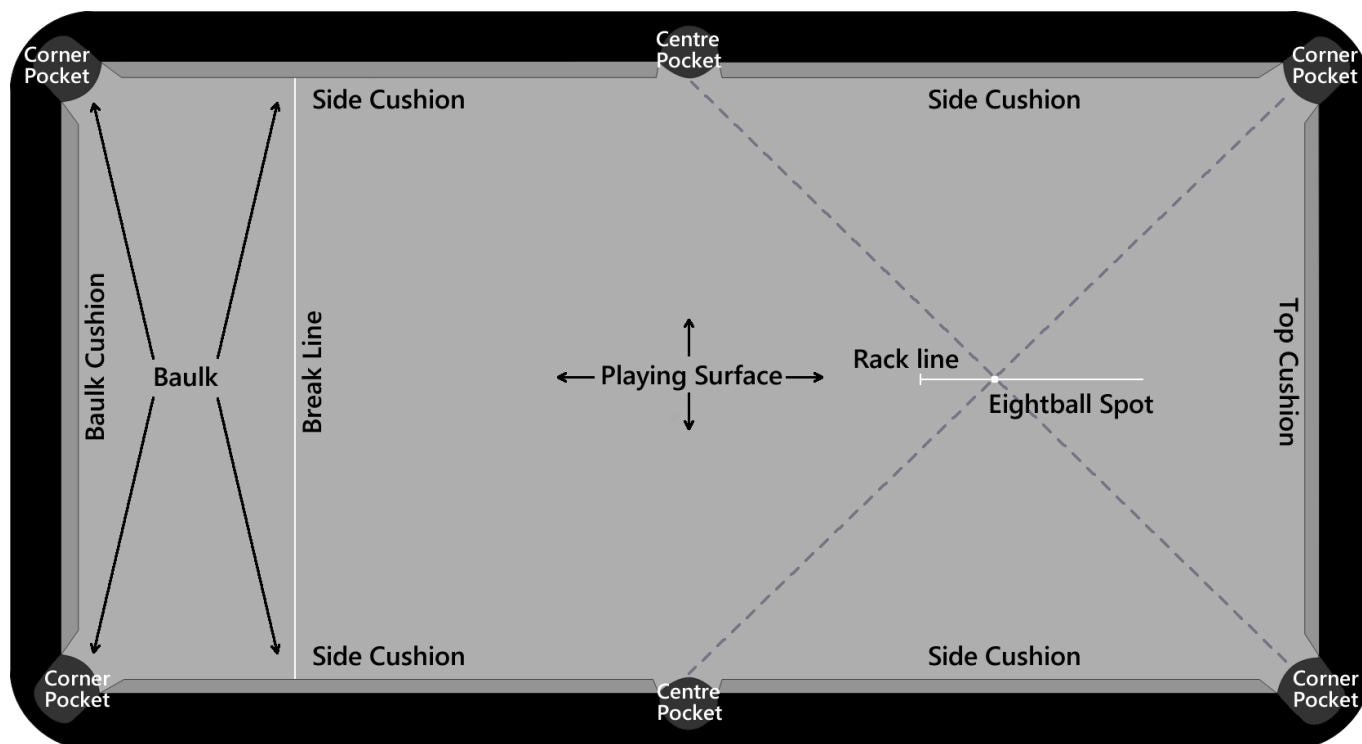 Corner
Pocket
Centre
Pocket
Corner
Pocket
Side Cushion
Side Cushion
Baulk Cushion
Baulk
Break Line
Playing Surface
Rack line
Eightball Spot
Top Cushion
Side Cushion
Side Cushion
Corner
Pocket
Centre
Pocket
Corner
Pocket